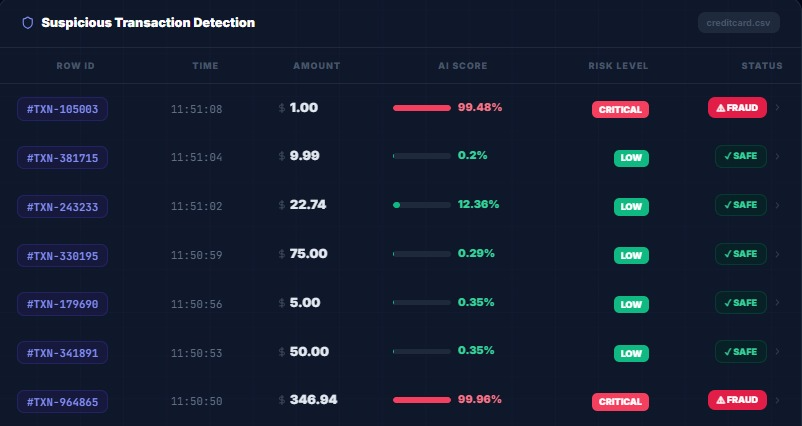 Suspicious Transaction Detection creditcard.csv
ROW ID TIME AMOUNT AI SCORE RISK LEVEL STATUS
#TXN-105003 11:51:08 $ 1.00 99.48% CRITICAL ⚠ FRAUD ›
#TXN-381715 11:51:04 $ 9.99 0.2% LOW ✓ SAFE ›
#TXN-243233 11:51:02 $ 22.74 12.36% LOW ✓ SAFE ›
#TXN-330195 11:50:59 $ 75.00 0.29% LOW ✓ SAFE ›
#TXN-179690 11:50:56 $ 5.00 0.35% LOW ✓ SAFE ›
#TXN-341891 11:50:53 $ 50.00 0.35% LOW ✓ SAFE ›
#TXN-964865 11:50:50 $ 346.94 99.96% CRITICAL ⚠ FRAUD ›